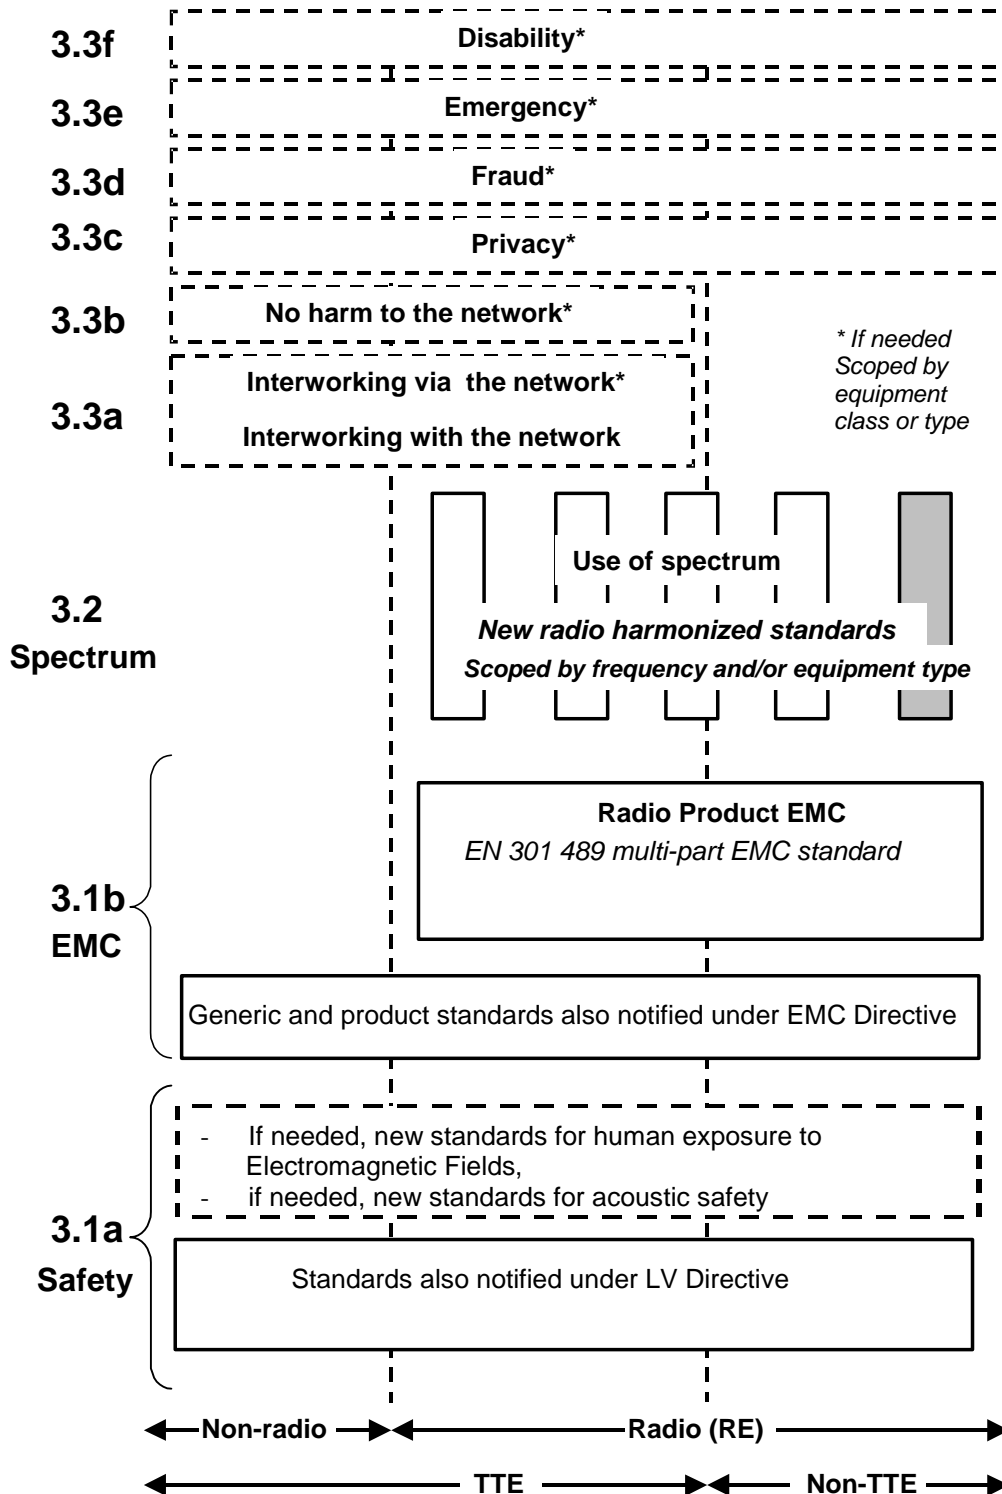 3.3f
Disability*
3.3e
Emergency*
3.3d
Fraud*
3.3c
Privacy*
3.3b
No harm to the network*
* If needed
Scoped by
equipment
class or type
3.3a
Interworking via the network*
Interworking with the network
3.2
Spectrum
Use of spectrum
New radio harmonized standards
Scoped by frequency and/or equipment type
3.1b
EMC
Radio Product EMC
EN 301 489 multi-part EMC standard
Generic and product standards also notified under EMC Directive
3.1a
Safety
- If needed, new standards for human exposure to
Electromagnetic Fields,
- if needed, new standards for acoustic safety
Standards also notified under LV Directive
Non-radio
Radio (RE)
TTE
Non-TTE